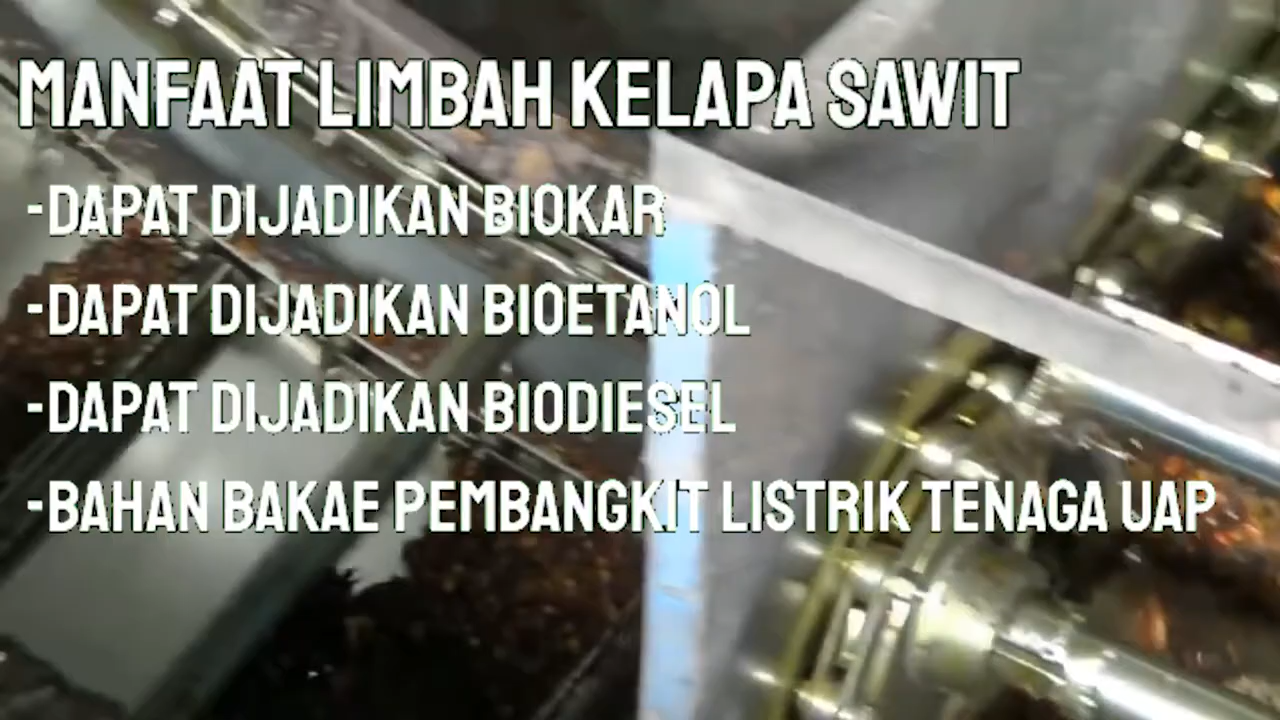 MANFAAT LIMBAH KELAPA SAWIT
-DAPAT DIJADIKAN BIOKAR
-DAPAT DIJADIKAN BIOETANOL
-DAPAT DIJADIKAN BIODIESEL
-BAHAN BAKAE PEMBANGKIT LISTRIK TENAGA UAP